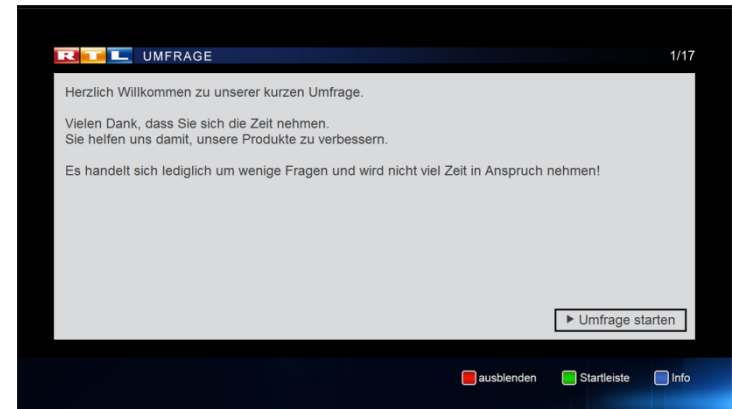 RTL UMFRAGE 1/17
Herzlich Willkommen zu unserer kurzen Umfrage.
Vielen Dank, dass Sie sich die Zeit nehmen.
Sie helfen uns damit, unsere Produkte zu verbessern.
Es handelt sich lediglich um wenige Fragen und wird nicht viel Zeit in Anspruch nehmen!
Umfrage starten
ausblenden Startleiste Info